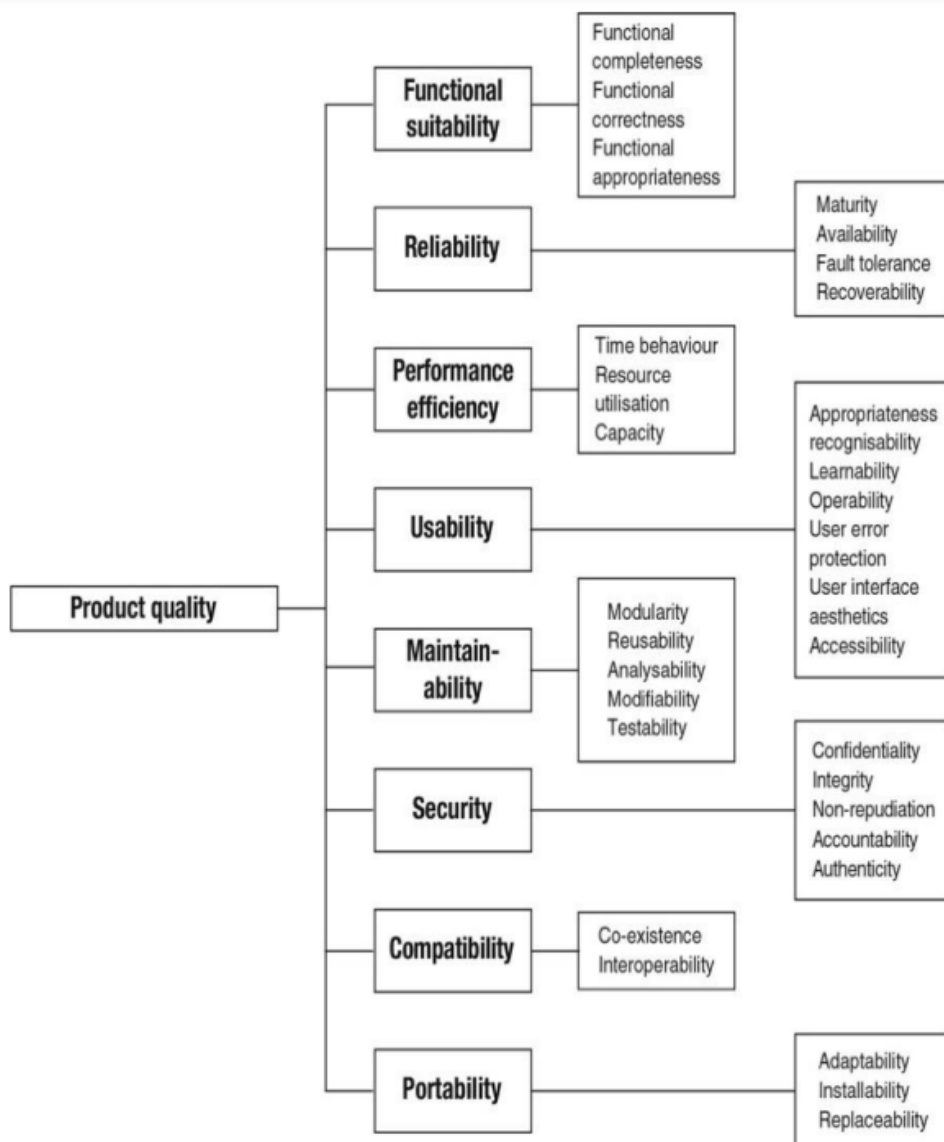 Functional
completeness
Functional
correctness
Functional
appropriateness
Functional
suitability
Maturity
Availability
Fault tolerance
Recoverability
Reliability
Time behaviour
Resource
utilisation
Capacity
Performance
efficiency
Appropriateness
recognisability
Learnability
Operability
User error
protection
User interface
aesthetics
Accessibility
Usability
Product quality
Modularity
Reusability
Analysability
Modifiability
Testability
Maintain-
ability
Confidentiality
Integrity
Non-repudiation
Accountability
Authenticity
Security
Co-existence
Interoperability
Compatibility
Adaptability
Installability
Replaceability
Portability